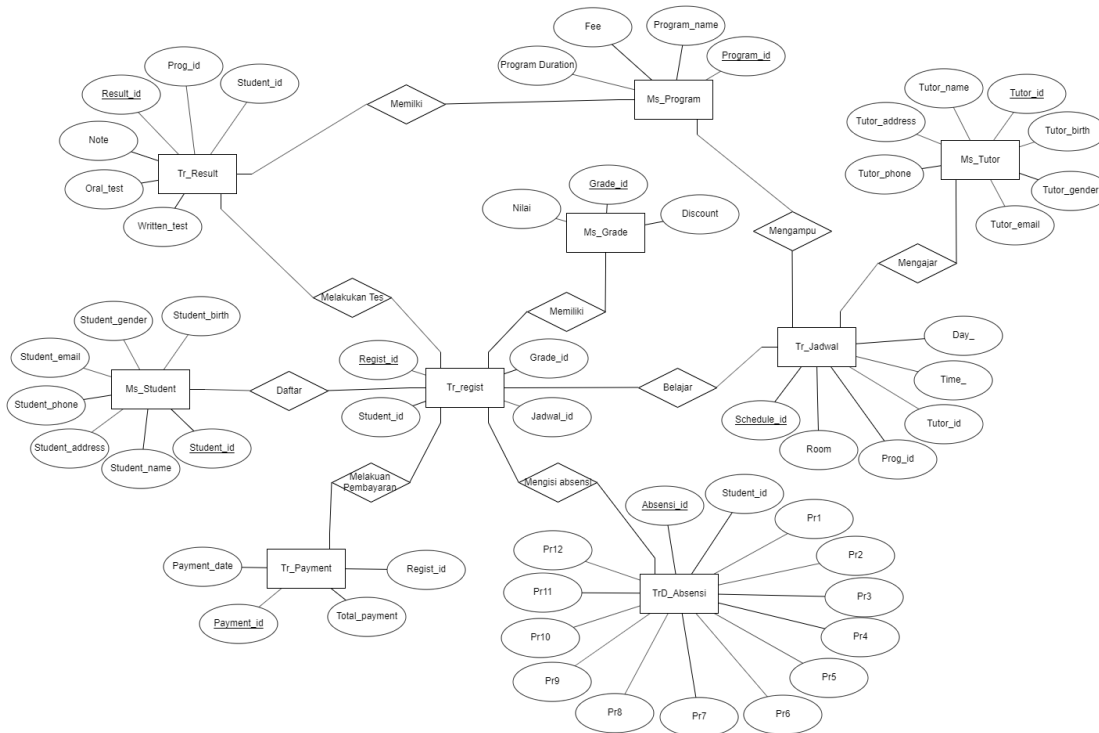 Fee
Program_name
Program_id
Program Duration
Ms_Program
Prog_id
Student_id
Result_id
Note
Oral_test
Written_test
Tr_Result
Memilki
Tutor_name
Tutor_id
Tutor_address
Tutor_birth
Tutor_phone
Tutor_gender
Tutor_email
Ms_Tutor
Grade_id
Nilai
Discount
Ms_Grade
Mengampu
Mengajar
Melakukan Tes
Memiliki
Student_gender
Student_birth
Student_email
Student_phone
Student_address
Student_name
Student_id
Ms_Student
Daftar
Regist_id
Grade_id
Student_id
Jadwal_id
Tr_regist
Belajar
Tr_Jadwal
Day_
Time_
Tutor_id
Prog_id
Room
Schedule_id
Melakuan
Pembayaran
Mengisi absensi
Payment_date
Tr_Payment
Regist_id
Payment_id
Total_payment
Absensi_id
Student_id
Pr1
Pr2
Pr3
Pr4
Pr5
Pr6
Pr7
Pr8
Pr9
Pr10
Pr11
Pr12
TrD_Absensi